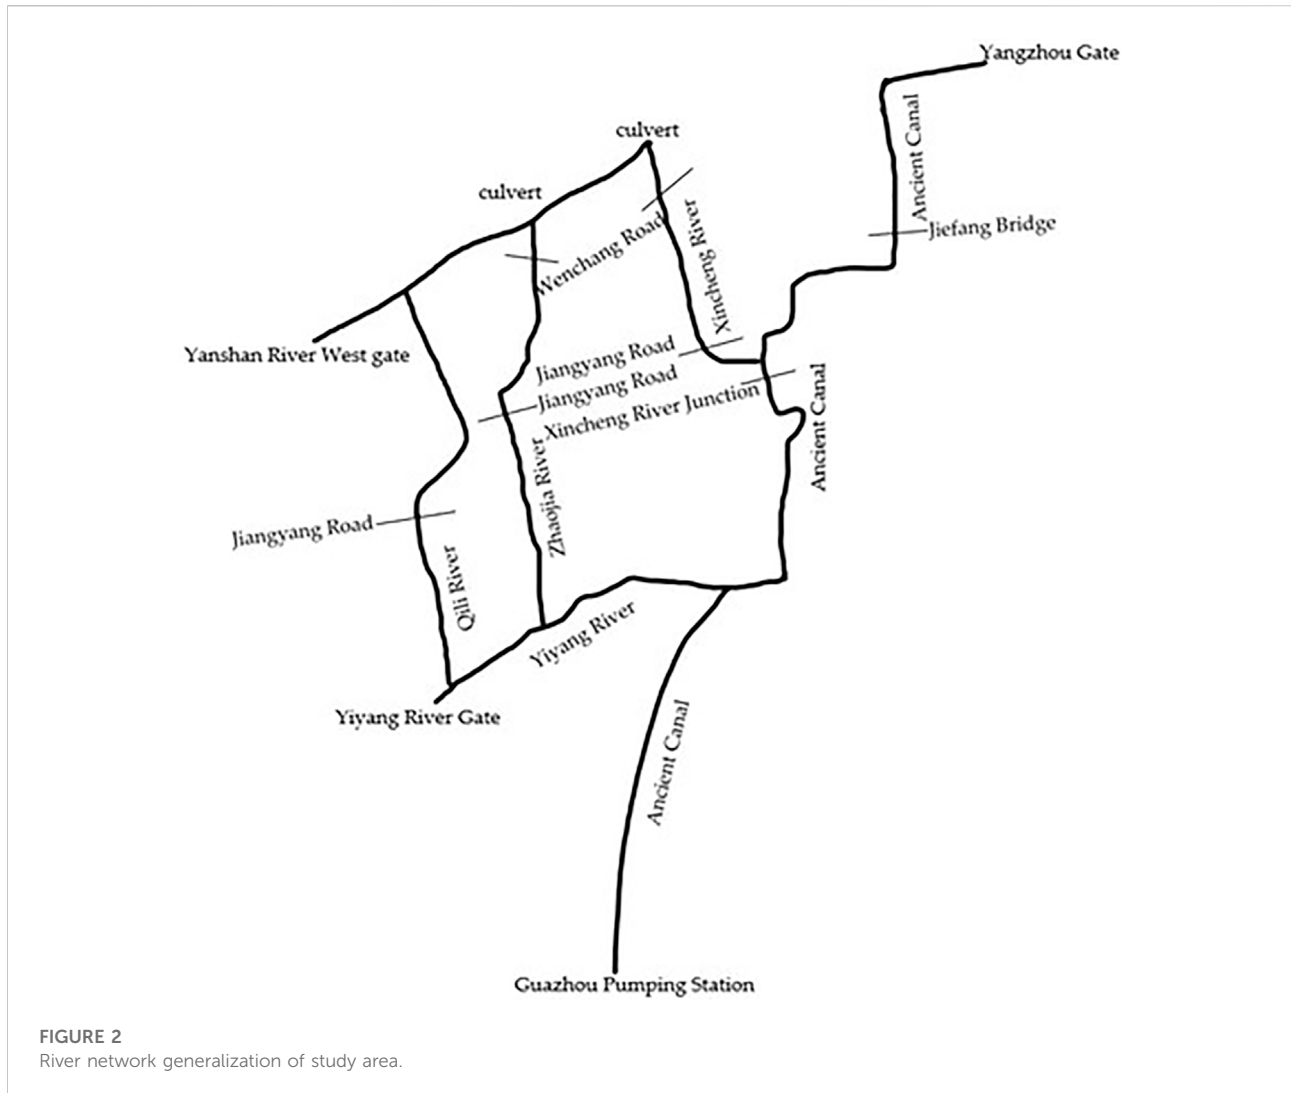 Yangzhou Gate
culvert
Ancient Canal
culvert
Wenchang Road
Xincheng River
Jiefang Bridge
Yanshan River West gate
Jiangyang Road
Jiangyang Road
Xincheng River Junction
Ancient Canal
Zhaojia River
Jiangyang Road
Qili River
Yiyang River
Yiyang River Gate
Ancient Canal
Guazhou Pumping Station
FIGURE 2
River network generalization of study area.